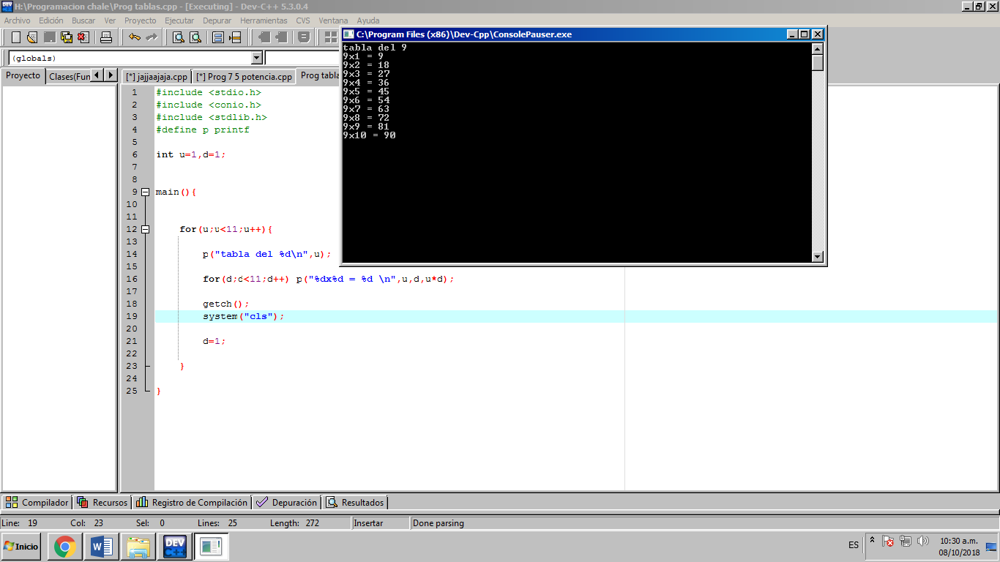 H:\Programacion chale\Prog tablas.cpp - [Executing] - Dev-C++ 5.3.0.4
Archivo Edición Buscar Ver Proyecto Ejecutar Depurar Herramientas CVS Ventana Ayuda
(globals)
Proyecto Clases(Fun
[*] jajjaajaja.cpp [*] Prog 7 5 potencia.cpp Prog tabla
C:\Program Files (x86)\Dev-Cpp\ConsolePauser.exe
tabla del 9
9x1 = 9
9x2 = 18
9x3 = 27
9x4 = 36
9x5 = 45
9x6 = 54
9x7 = 63
9x8 = 72
9x9 = 81
9x10 = 90
1 #include <stdio.h>
2 #include <conio.h>
3 #include <stdlib.h>
4 #define p printf
5
6 int u=1,d=1;
7
8
9 main(){
10
11
12 for(u;u<11;u++){
13
14 p("tabla del %d\n",u);
15
16 for(d;d<11;d++) p("%dx%d = %d \n",u,d,u*d);
17
18 getch();
19 system("cls");
20
21 d=1;
22
23 }
24
25 }
Compilador Recursos Registro de Compilación Depuración Resultados
Line: 19 Col: 23 Sel: 0 Lines: 25 Length: 272 Insertar Done parsing
Inicio
W
DEV
C++
ES
10:30 a.m.
08/10/2018